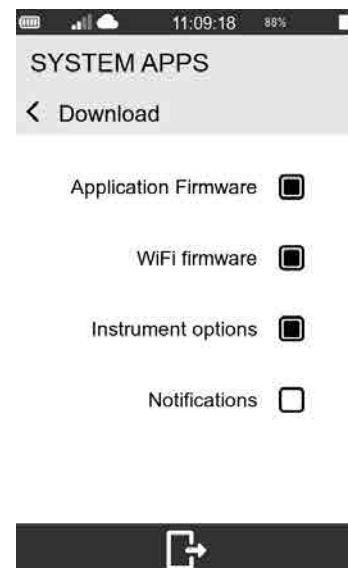 11:09:18 88%
SYSTEM APPS
Download
Application Firmware
WiFi firmware
Instrument options
Notifications